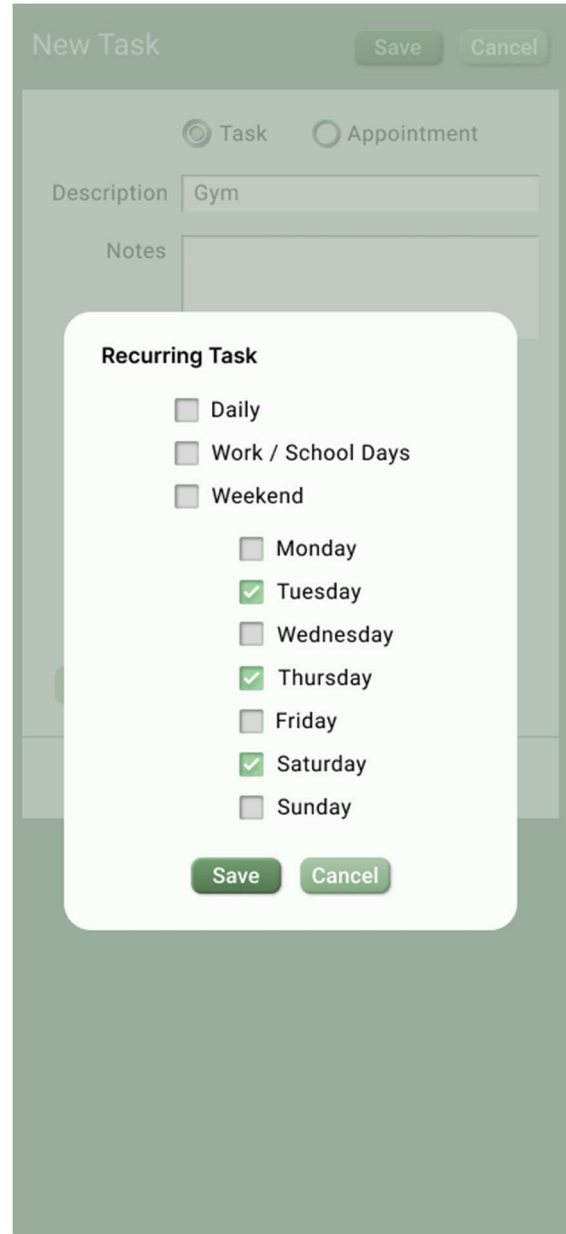 New Task Save Cancel
Task Appointment
Description Gym
Notes
Recurring Task
Daily
Work / School Days
Weekend
Monday
Tuesday
Wednesday
Thursday
Friday
Saturday
Sunday
Save Cancel